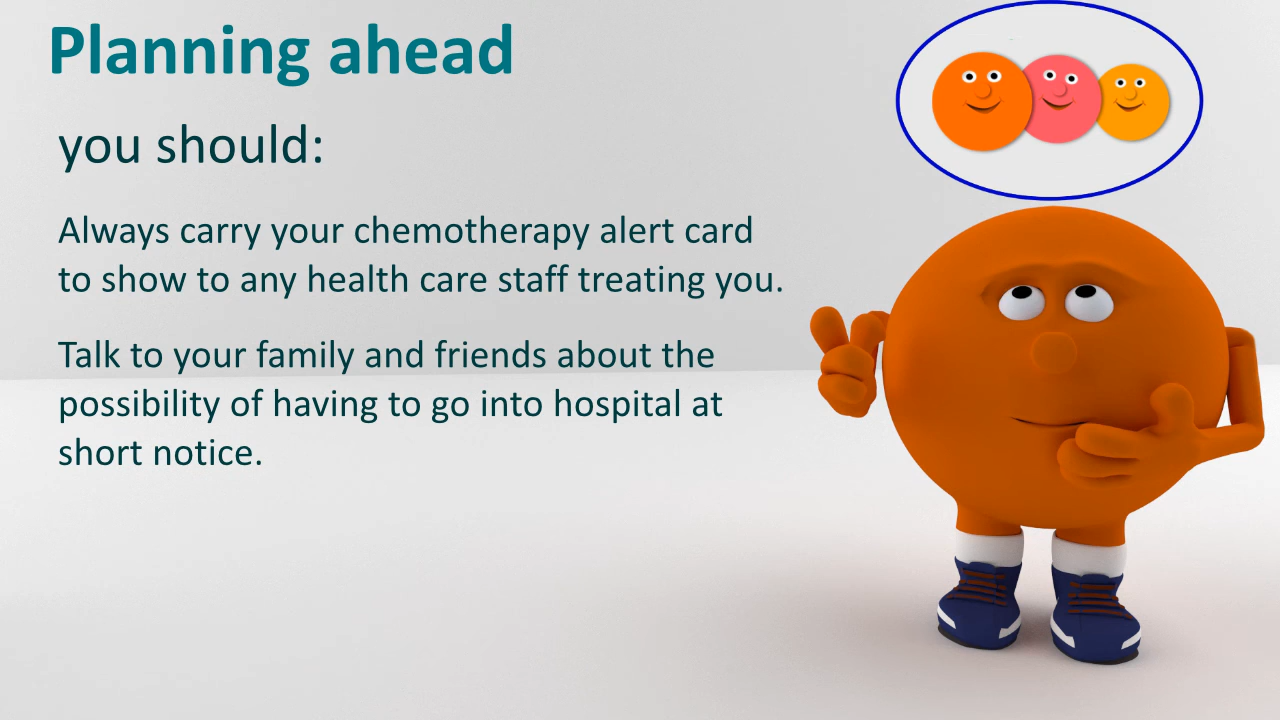 Planning ahead
you should:
Always carry your chemotherapy alert card
to show to any health care staff treating you.
Talk to your family and friends about the
possibility of having to go into hospital at
short notice.